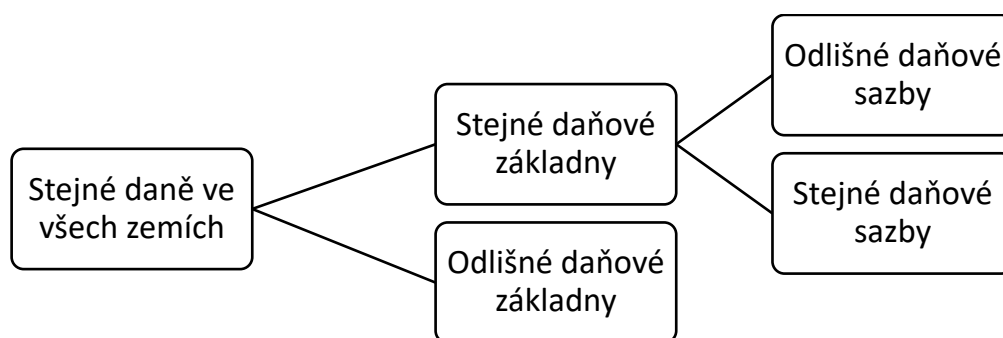 Stejné daně ve
všech zemích
Stejné daňové
základny
Odlišné daňové
základny
Odlišné daňové
sazby
Stejné daňové
sazby